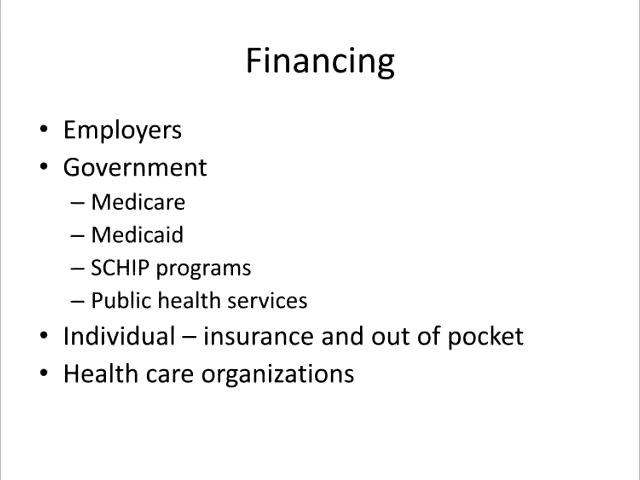 Financing
• Employers
• Government
– Medicare
– Medicaid
– SCHIP programs
– Public health services
• Individual – insurance and out of pocket
• Health care organizations